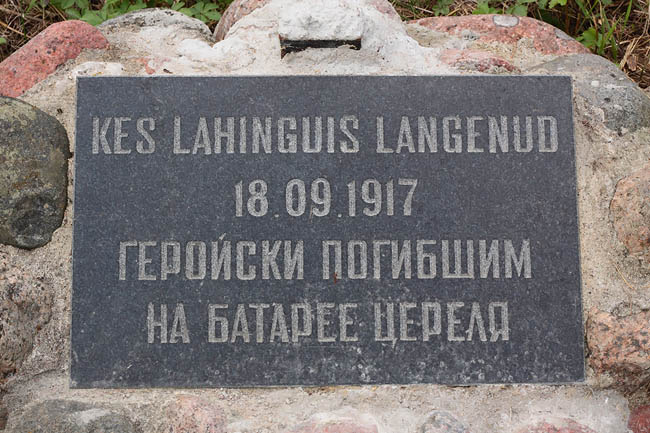 KES LAHINGUIS LANGENUD
18.09.1917
ГЕРОЙСКИ ПОГИБШИМ
НА БАТАРЕЕ ЦЕРЕЛЯ